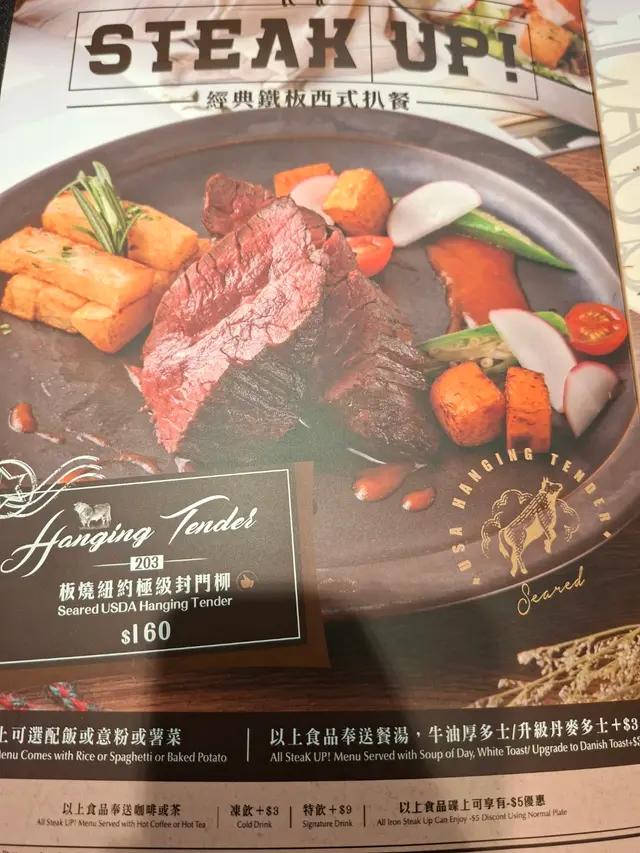 STEAK UP!
經典鐵板西式扒餐
USA HANGING TENDER
Seared
Hanging Tender
203
板燒紐約極級封門柳
Seared USDA Hanging Tender
$160
上可選配飯或意粉或薯菜
Menu Comes with Rice or Spaghetti or Baked Potato
以上食品奉送餐湯，牛油厚多士/升級丹麥多士+$3
All SteaK UP! Menu Served with Soup of Day, White Toast/ Upgrade to Danish Toast+$3
以上食品奉送咖啡或茶
All Steak UP! Menu Served with Hot Coffee or Hot Tea
凍飲+$3
Cold Drink
特飲+$9
Signature Drink
以上食品碟上可享有-$5優惠
All Iron Steak Up Can Enjoy -$5 Discont Using Normal Plate